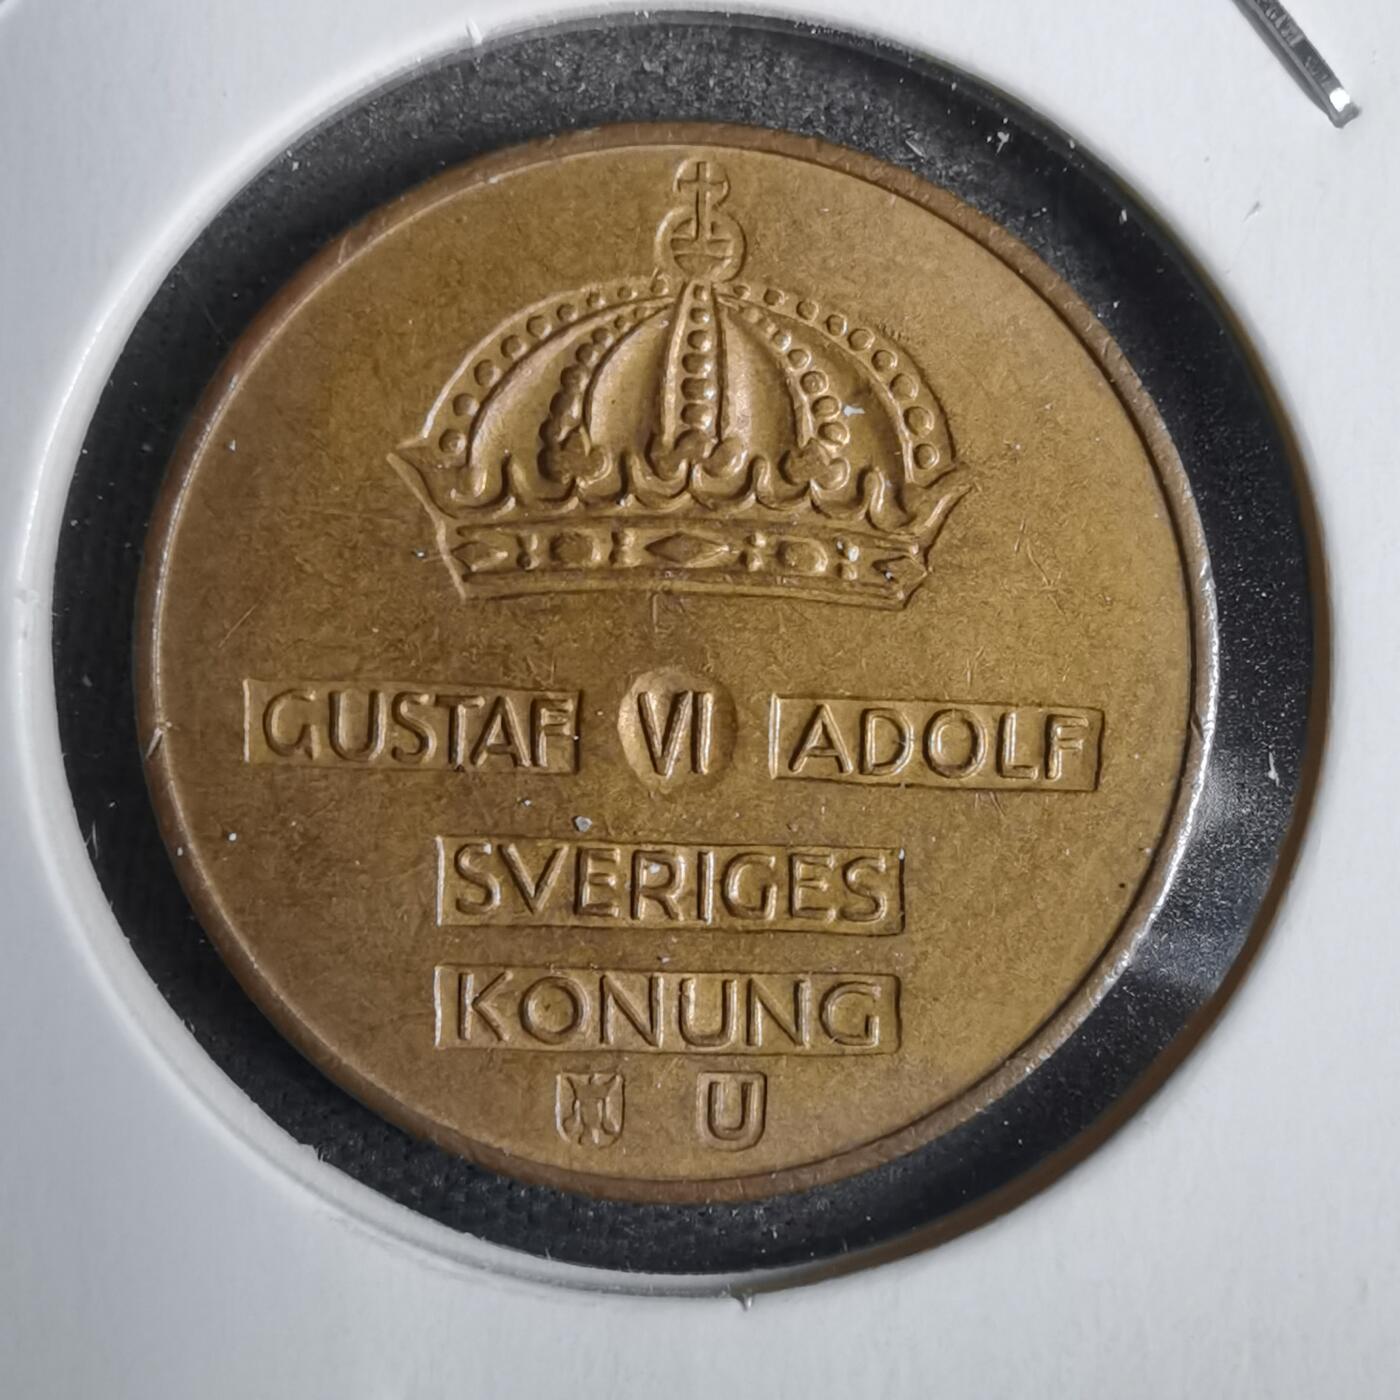 GUSTAF VI ADOLF
SVERIGES
KONUNG
U